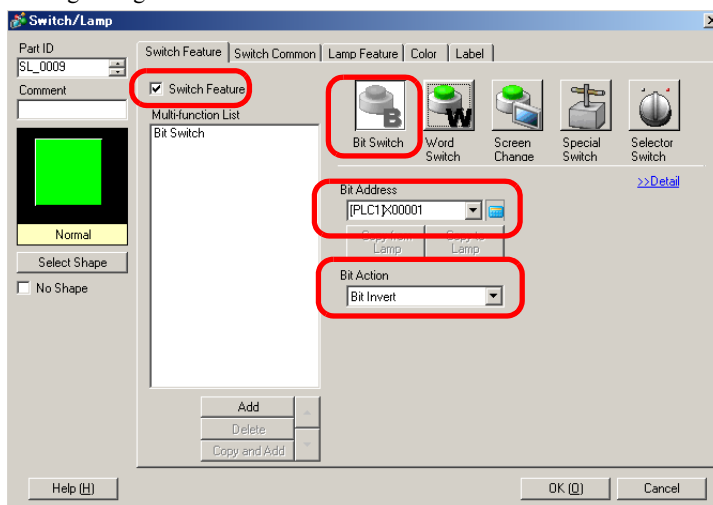 Switch/Lamp
Part ID
SL_0009
Comment
Normal
Select Shape
No Shape
Switch Feature
Switch Common
Lamp Feature
Color
Label
Switch Feature
Multi-function List
Bit Switch
Add
Delete
Copy and Add
B
Bit Switch
W
Word
Switch
Screen
Change
Special
Switch
Selector
Switch
>>Detail
Bit Address
[PLC1]X00001
Copy from
Lamp
Copy to
Lamp
Bit Action
Bit Invert
Help (H)
OK (O)
Cancel